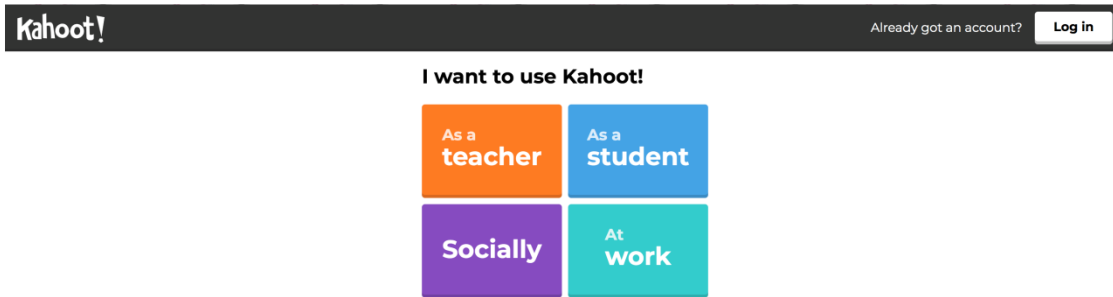 Kahoot!
Already got an account?
Log in
I want to use Kahoot!
As a
teacher
As a
student
Socially
At
work